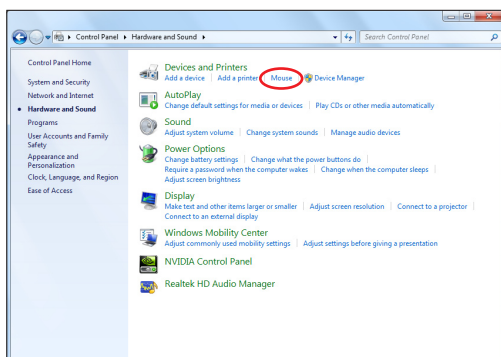 Control Panel ▸ Hardware and Sound ▸
Search Control Panel
Control Panel Home
System and Security
Network and Internet
Hardware and Sound
Programs
User Accounts and Family
Safety
Appearance and
Personalization
Clock, Language, and Region
Ease of Access
Devices and Printers
Add a device | Add a printer | Mouse | Device Manager
AutoPlay
Change default settings for media or devices | Play CDs or other media automatically
Sound
Adjust system volume | Change system sounds | Manage audio devices
Power Options
Change battery settings | Change what the power buttons do |
Require a password when the computer wakes | Change when the computer sleeps |
Adjust screen brightness
Display
Make text and other items larger or smaller | Adjust screen resolution | Connect to a projector |
Connect to an external display
Windows Mobility Center
Adjust commonly used mobility settings | Adjust settings before giving a presentation
NVIDIA Control Panel
Realtek HD Audio Manager